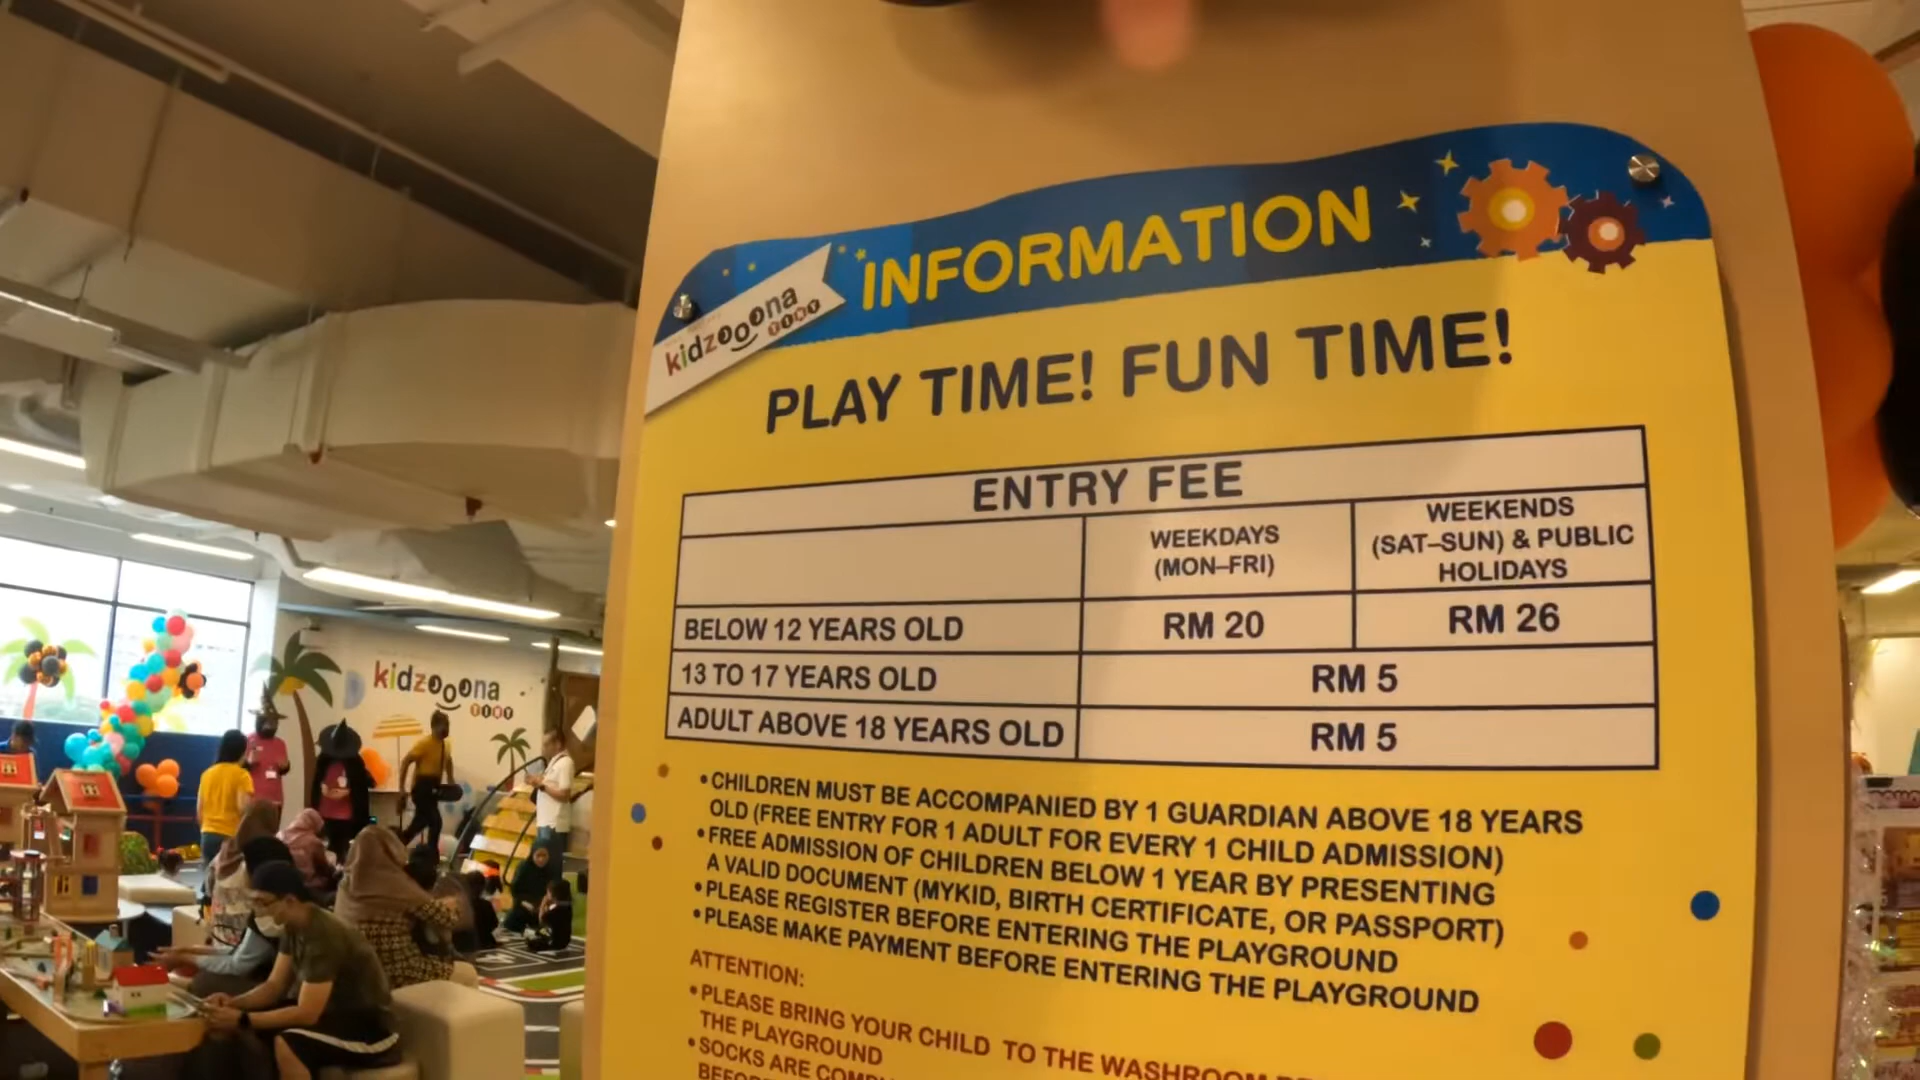 INFORMATION
kidzooona
TINY
PLAY TIME! FUN TIME!
ENTRY FEE
WEEKDAYS
(MON–FRI)
WEEKENDS
(SAT–SUN) & PUBLIC
HOLIDAYS
BELOW 12 YEARS OLD
RM 20
RM 26
13 TO 17 YEARS OLD
RM 5
ADULT ABOVE 18 YEARS OLD
RM 5
•CHILDREN MUST BE ACCOMPANIED BY 1 GUARDIAN ABOVE 18 YEARS
OLD (FREE ENTRY FOR 1 ADULT FOR EVERY 1 CHILD ADMISSION)
•FREE ADMISSION OF CHILDREN BELOW 1 YEAR BY PRESENTING
A VALID DOCUMENT (MYKID, BIRTH CERTIFICATE, OR PASSPORT)
•PLEASE REGISTER BEFORE ENTERING THE PLAYGROUND
•PLEASE MAKE PAYMENT BEFORE ENTERING THE PLAYGROUND
ATTENTION:
•PLEASE BRING YOUR CHILD TO THE WASHROOM
THE PLAYGROUND
•SOCKS ARE
kidzooona
TINY